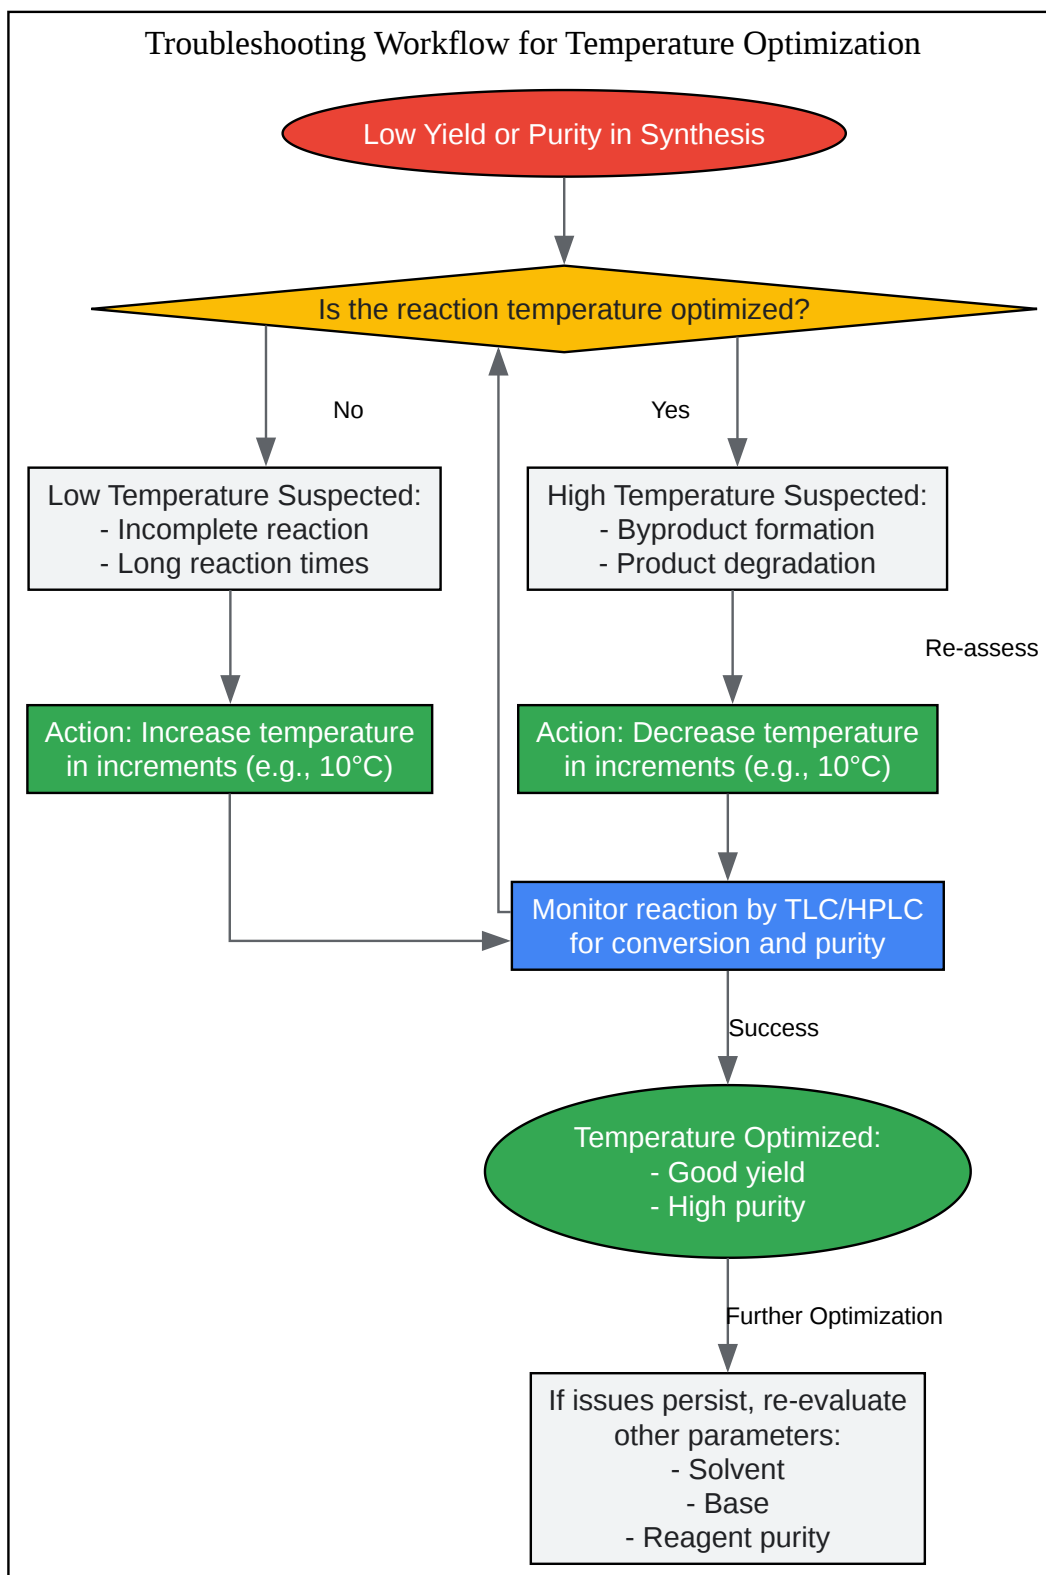 Troubleshooting Workflow for Temperature Optimization
Low Yield or Purity in Synthesis
Is the reaction temperature optimized?
No
Yes
Low Temperature Suspected:
- Incomplete reaction
- Long reaction times
High Temperature Suspected:
- Byproduct formation
- Product degradation
Re-assess
Action: Increase temperature
in increments (e.g., 10°C)
Action: Decrease temperature
in increments (e.g., 10°C)
Monitor reaction by TLC/HPLC
for conversion and purity
Success
Temperature Optimized:
- Good yield
- High purity
Further Optimization
If issues persist, re-evaluate
other parameters:
- Solvent
- Base
- Reagent purity